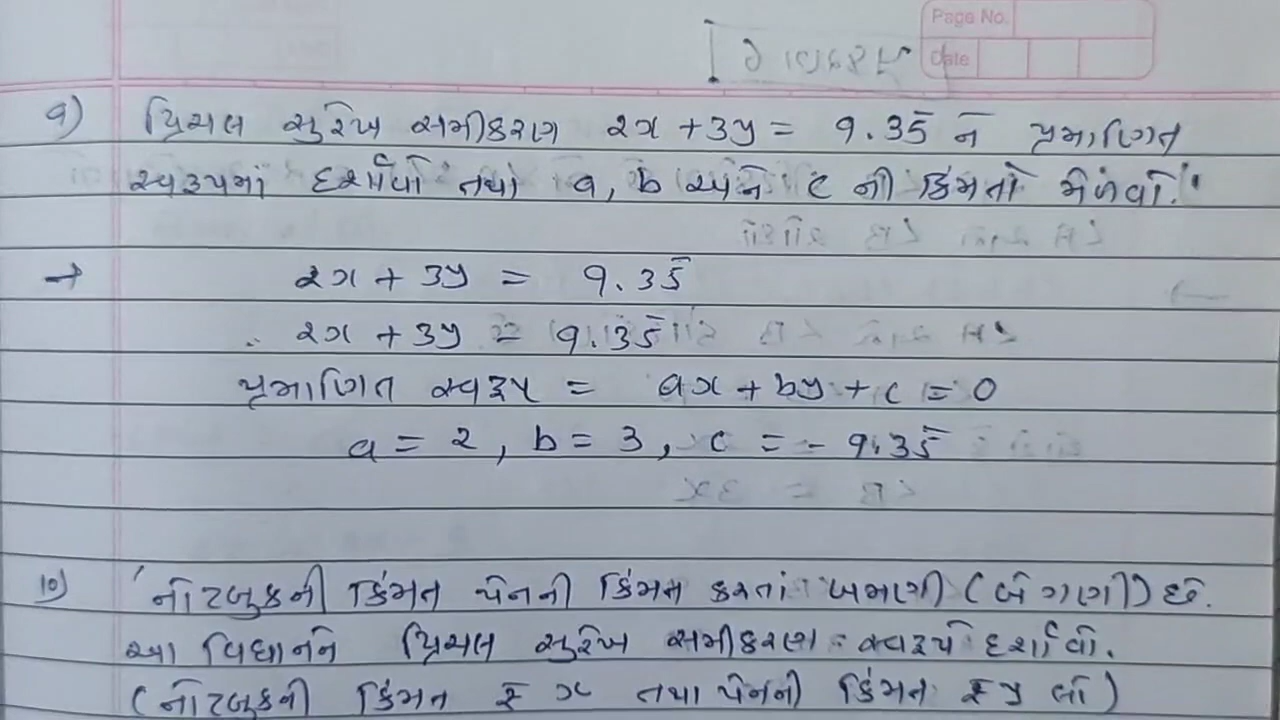 Page No.
Date
9) દ્વિચલ સુરેખ સમીકરણ 2x + 3y = 9.35̅ ને પ્રમાણિત
સ્વરૂપમાં દર્શાવો તથા a, b અને c ની કિંમતો મેળવો.
→ 2x + 3y = 9.35̅
∴ 2x + 3y = 9.35̅
પ્રમાણિત સ્વરૂપ = ax + by + c = 0
a = 2, b = 3, c = - 9.35̅
10) 'નોટબુકની કિંમત પેનની કિંમત કરતાં બમણી (બે ગણી) છે.
આ વિધાનને દ્વિચલ સુરેખ સમીકરણ સ્વરૂપે દર્શાવો.
(નોટબુકની કિંમત ₹ x તથા પેનની કિંમત ₹ y લો)